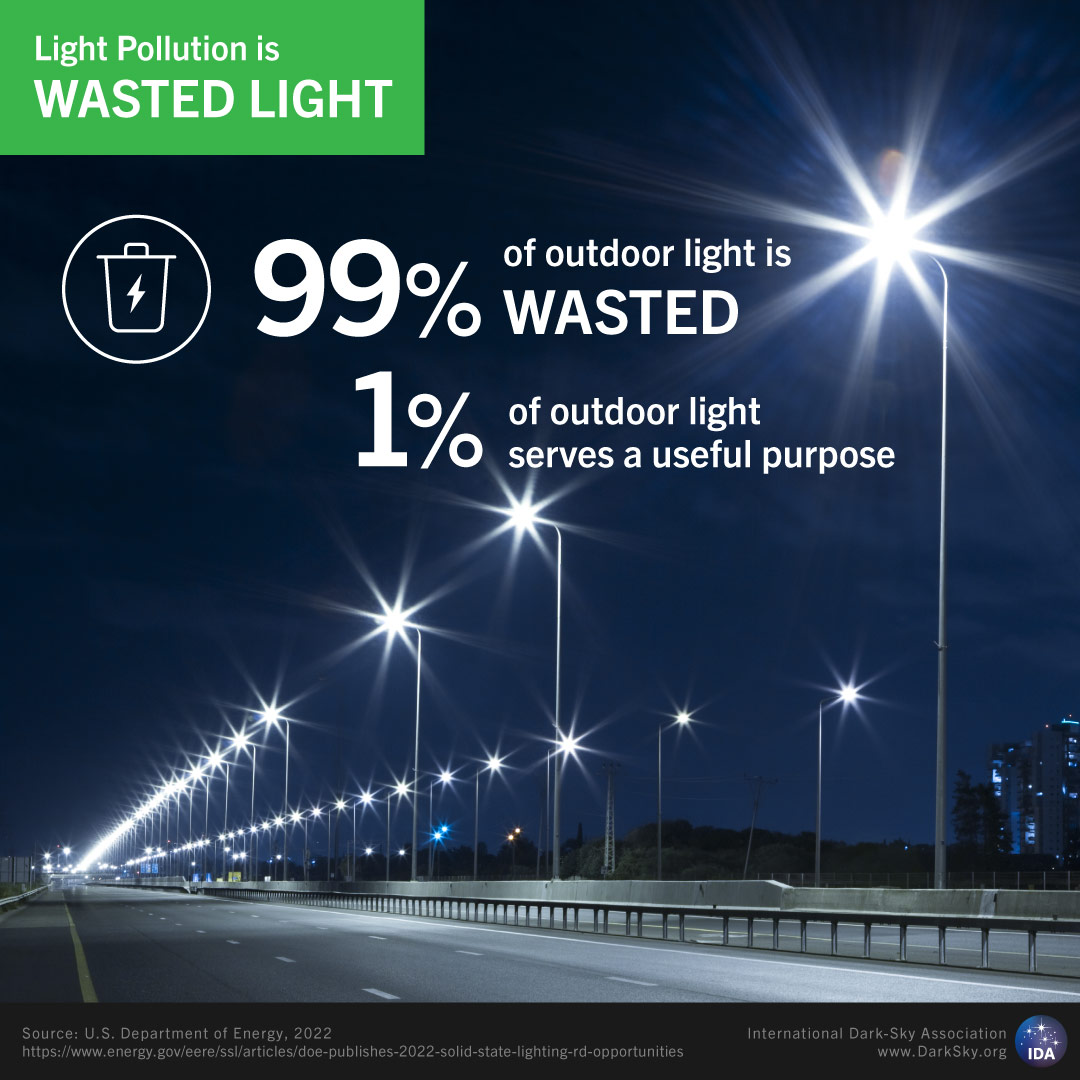 Light Pollution is
WASTED LIGHT
99% of outdoor light is
WASTED
1% of outdoor light
serves a useful purpose
Source: U.S. Department of Energy, 2022
https://www.energy.gov/eere/ssl/articles/doe-publishes-2022-solid-state-lighting-rd-opportunities
International Dark-Sky Association
www.DarkSky.org
IDA